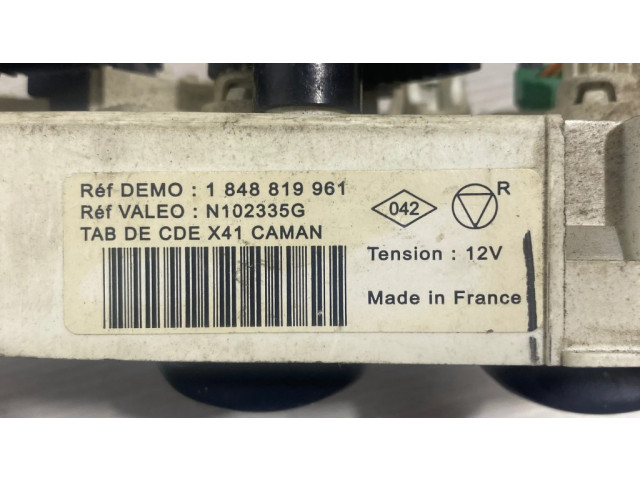 Réf DEMO : 1 848 819 961
Réf VALEO : N102335G
TAB DE CDE X41 CAMAN
042
R
Tension : 12V
Made in France